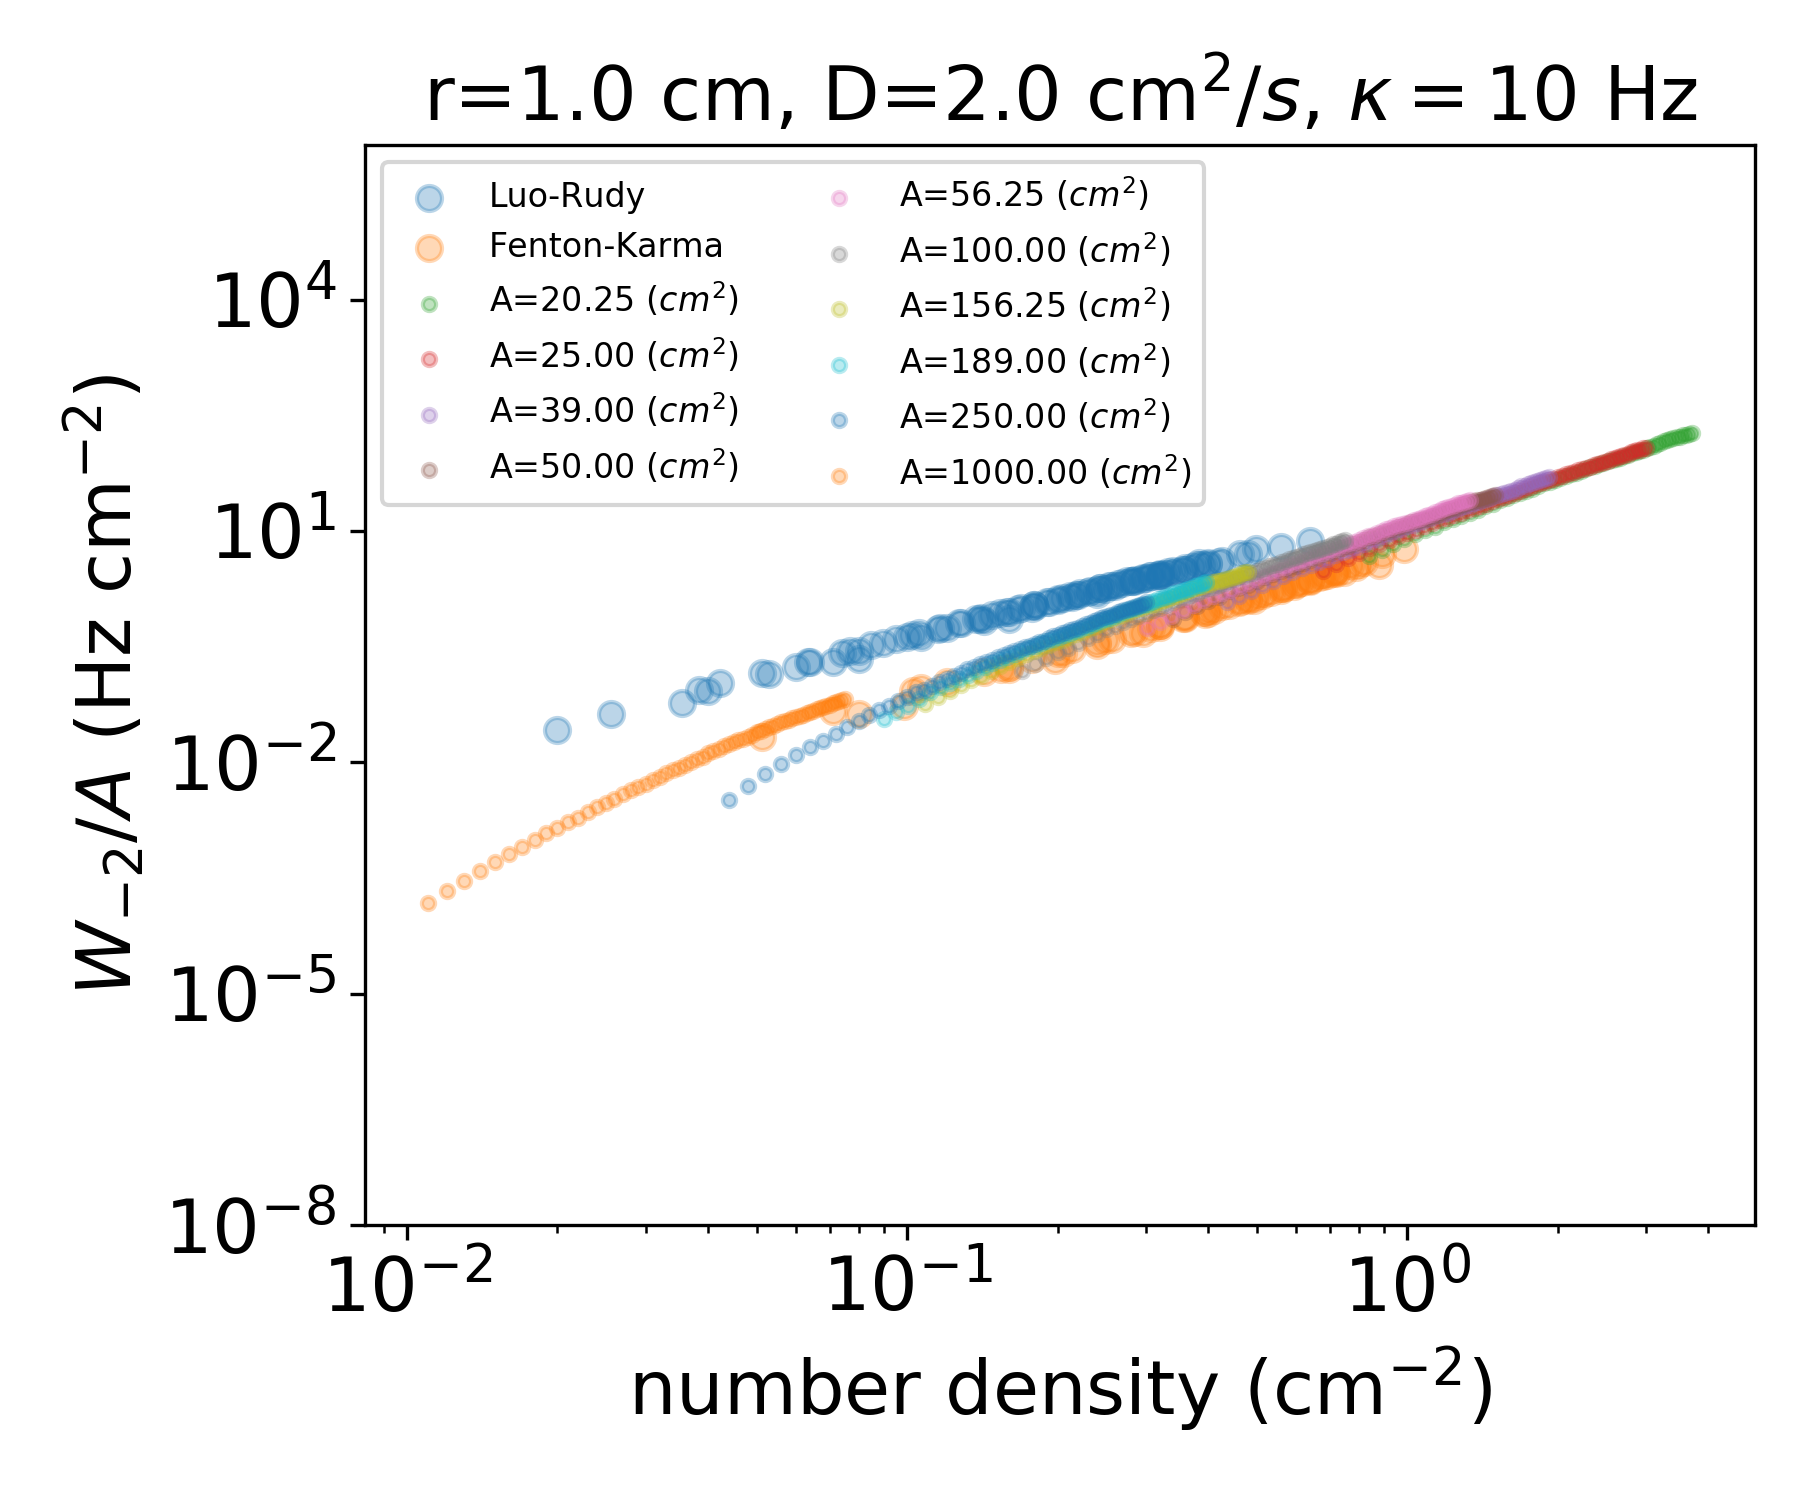 r=1.0 cm, D=2.0 cm²/s, κ = 10 Hz
Luo-Rudy
Fenton-Karma
A=20.25 (cm²)
A=25.00 (cm²)
A=39.00 (cm²)
A=50.00 (cm²)
A=56.25 (cm²)
A=100.00 (cm²)
A=156.25 (cm²)
A=189.00 (cm²)
A=250.00 (cm²)
A=1000.00 (cm²)
W₋₂/A (Hz cm⁻²)
10⁴
10¹
10⁻²
10⁻⁵
10⁻⁸
10⁻² 10⁻¹ 10⁰
number density (cm⁻²)